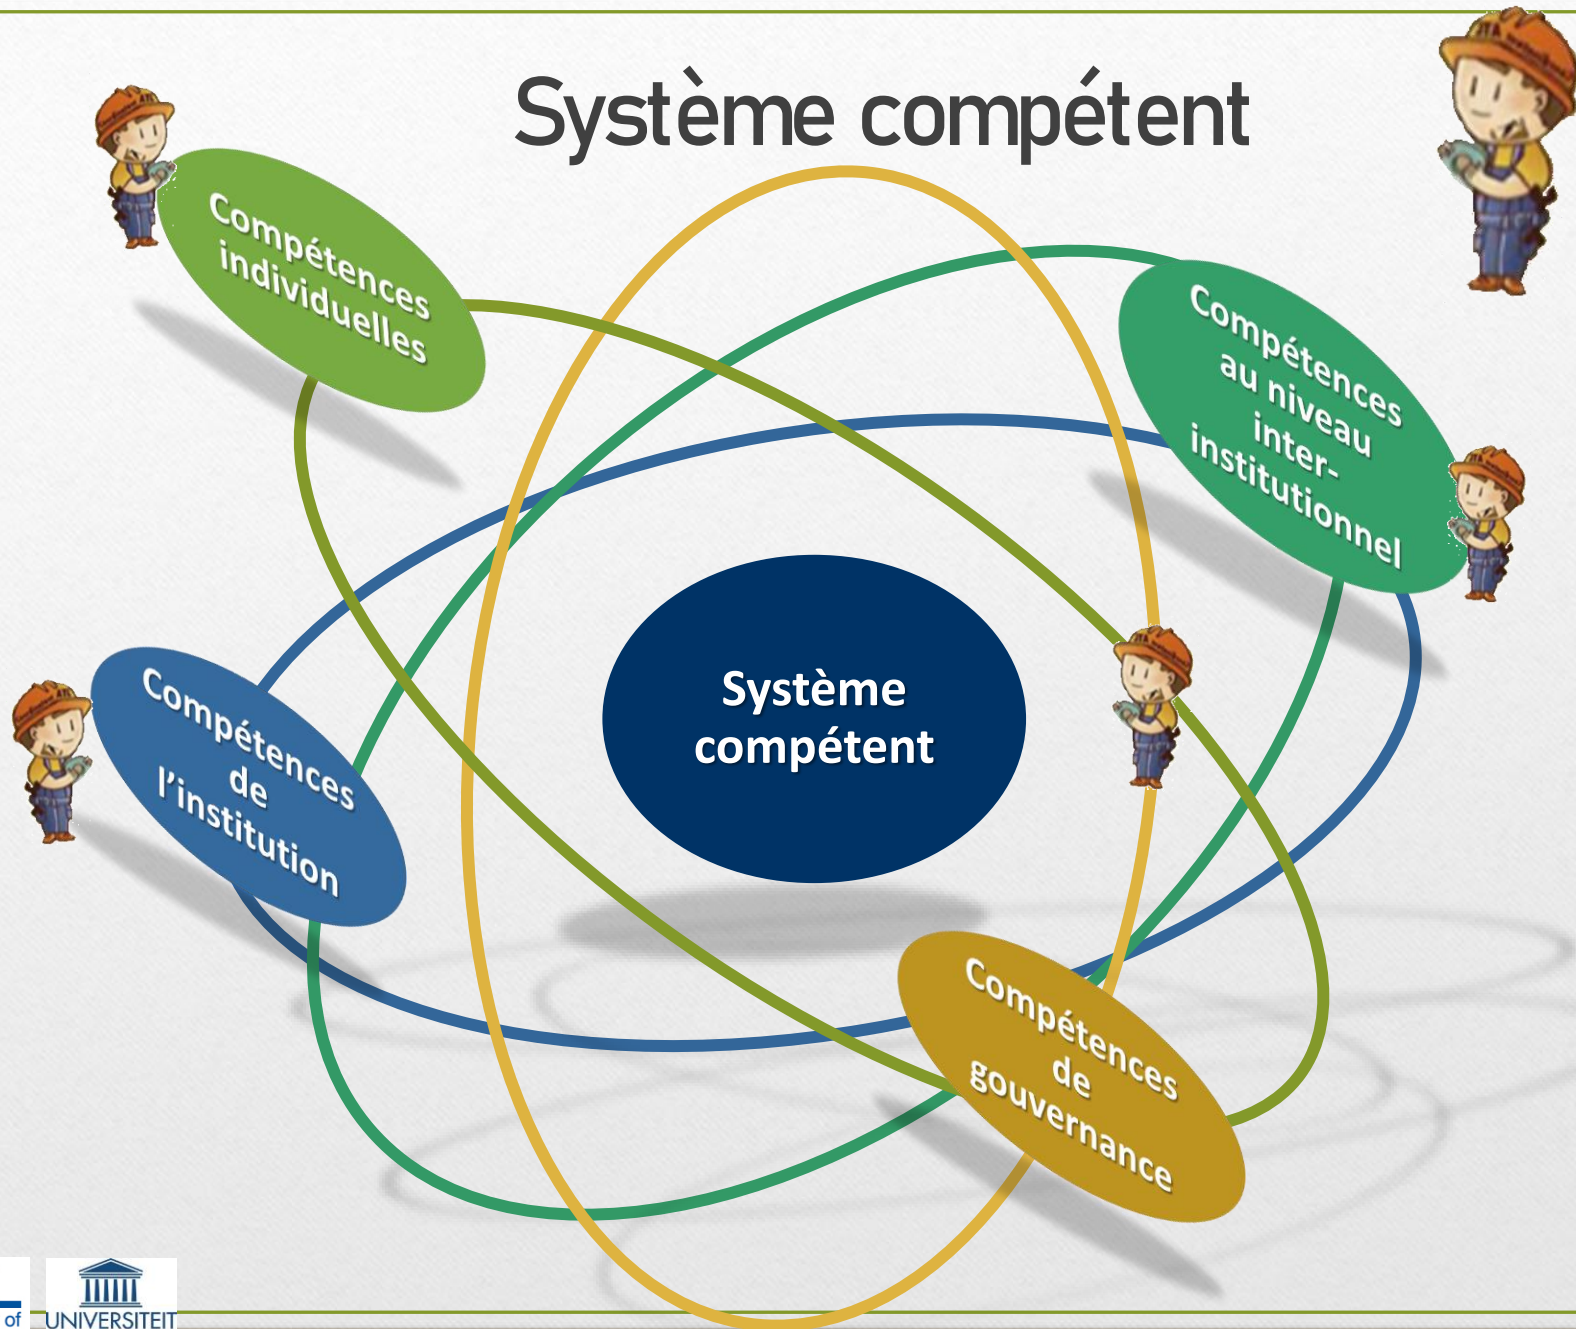 Système compétent
Compétences
individuelles
Compétences
au niveau
inter-
institutionnel
Système
compétent
Compétences
de
l’institution
Compétences
de
gouvernance
of
UNIVERSITEIT